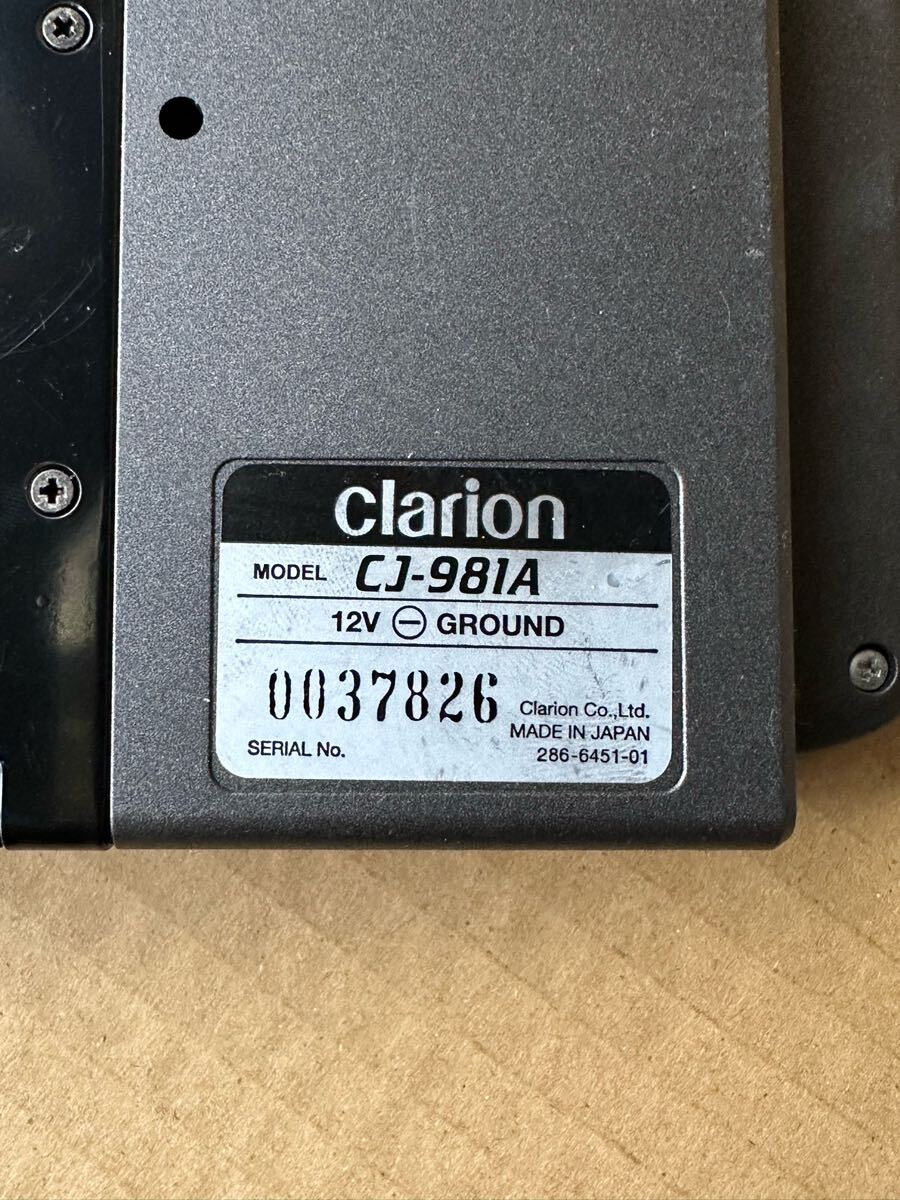 clarion
MODEL CJ-981A
12V ⊖ GROUND
0037826
SERIAL No.
Clarion Co.,Ltd.
MADE IN JAPAN
286-6451-01